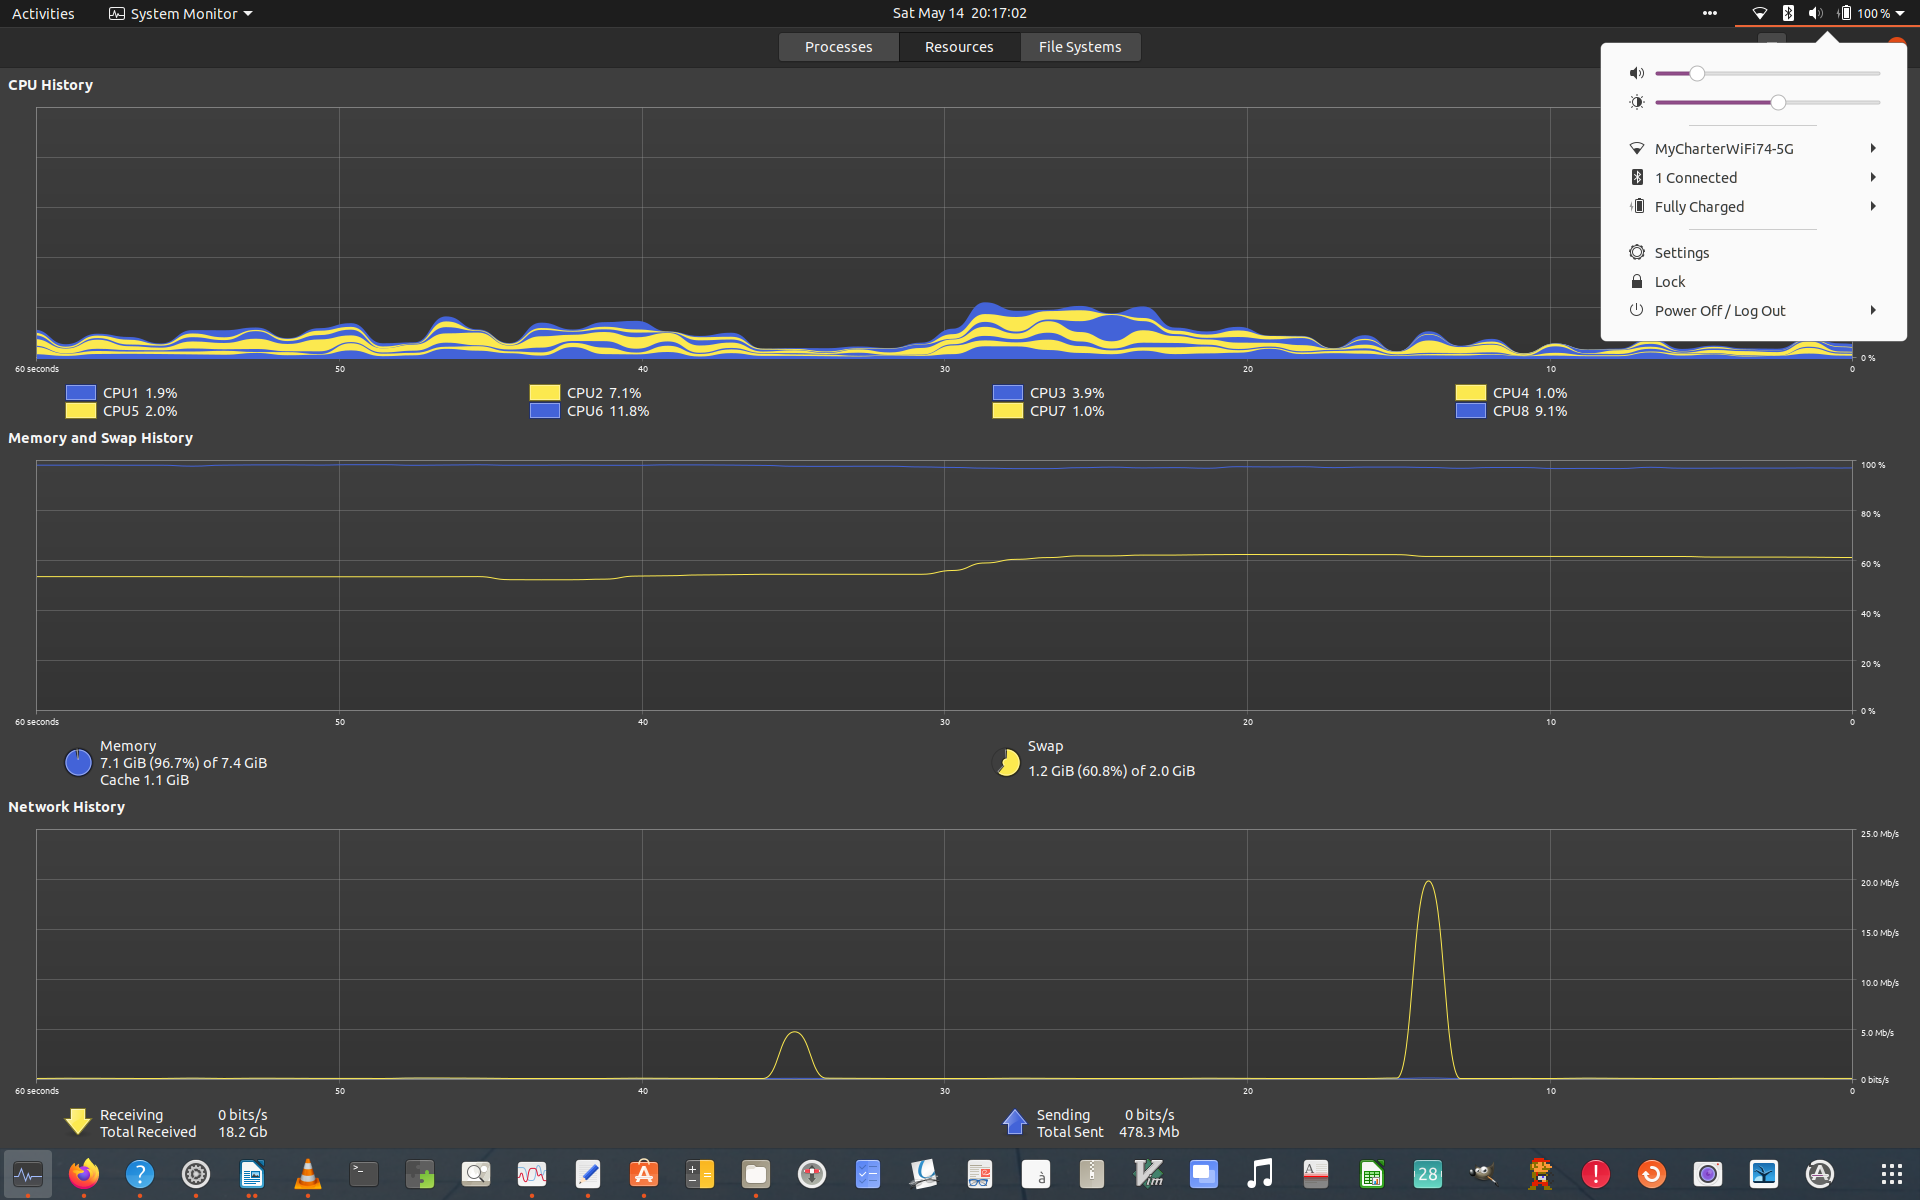 Activities
System Monitor
Sat May 14 20:17:02
100 %
Processes
Resources
File Systems
CPU History
60 seconds 50 40 30 20 10 0
0 %
CPU1 1.9%
CPU2 7.1%
CPU3 3.9%
CPU4 1.0%
CPU5 2.0%
CPU6 11.8%
CPU7 1.0%
CPU8 9.1%
MyCharterWiFi74-5G
1 Connected
Fully Charged
Settings
Lock
Power Off / Log Out
Memory and Swap History
100 %
80 %
60 %
40 %
20 %
0 %
60 seconds 50 40 30 20 10 0
Memory
7.1 GiB (96.7%) of 7.4 GiB
Cache 1.1 GiB
Swap
1.2 GiB (60.8%) of 2.0 GiB
Network History
25.0 Mb/s
20.0 Mb/s
15.0 Mb/s
10.0 Mb/s
5.0 Mb/s
0 bits/s
60 seconds 50 40 30 20 10 0
Receiving 0 bits/s
Total Received 18.2 Gb
Sending 0 bits/s
Total Sent 478.3 Mb
?
>_
à
Vim
A
28
!